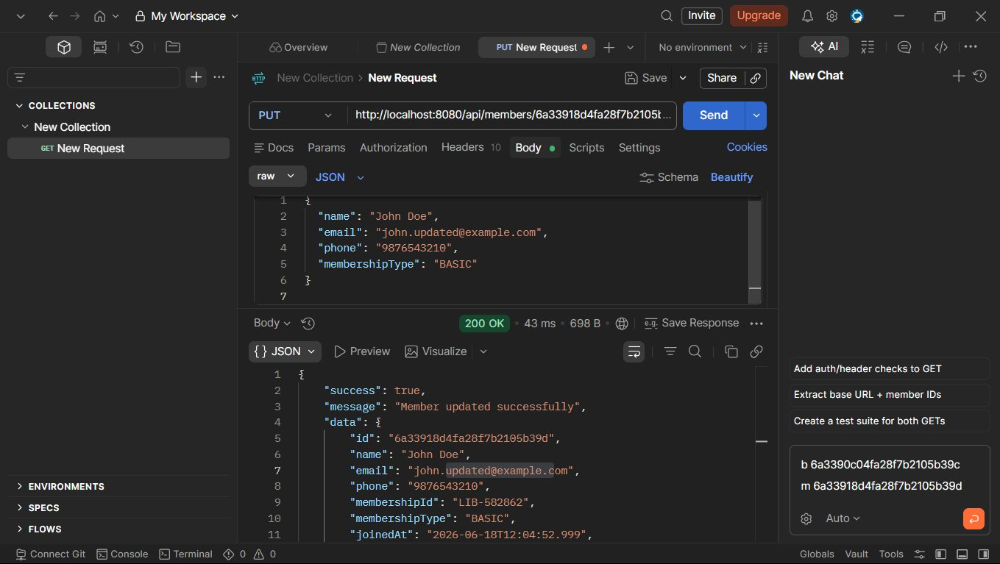 My Workspace
Invite
Upgrade
Overview
New Collection
PUT New Request
No environment
AI
HTTP New Collection > New Request
Save
Share
New Chat
COLLECTIONS
New Collection
GET New Request
PUT
http://localhost:8080/api/members/6a33918d4fa28f7b2105b...
Send
Docs Params Authorization Headers 10 Body Scripts Settings Cookies
raw JSON Schema Beautify
1 {
2 "name": "John Doe",
3 "email": "john.updated@example.com",
4 "phone": "9876543210",
5 "membershipType": "BASIC"
6 }
7
Body 200 OK • 43 ms • 698 B • e.g. Save Response
{} JSON Preview Visualize
1 {
2 "success": true,
3 "message": "Member updated successfully",
4 "data": {
5 "id": "6a33918d4fa28f7b2105b39d",
6 "name": "John Doe",
7 "email": "john.updated@example.com",
8 "phone": "9876543210",
9 "membershipId": "LIB-582862",
10 "membershipType": "BASIC",
11 "joinedAt": "2026-06-18T12:04:52.999",
Add auth/header checks to GET
Extract base URL + member IDs
Create a test suite for both GETs
b 6a3390c04fa28f7b2105b39c
m 6a33918d4fa28f7b2105b39d
Auto
ENVIRONMENTS
SPECS
FLOWS
Connect Git Console Terminal 0 0
Globals Vault Tools